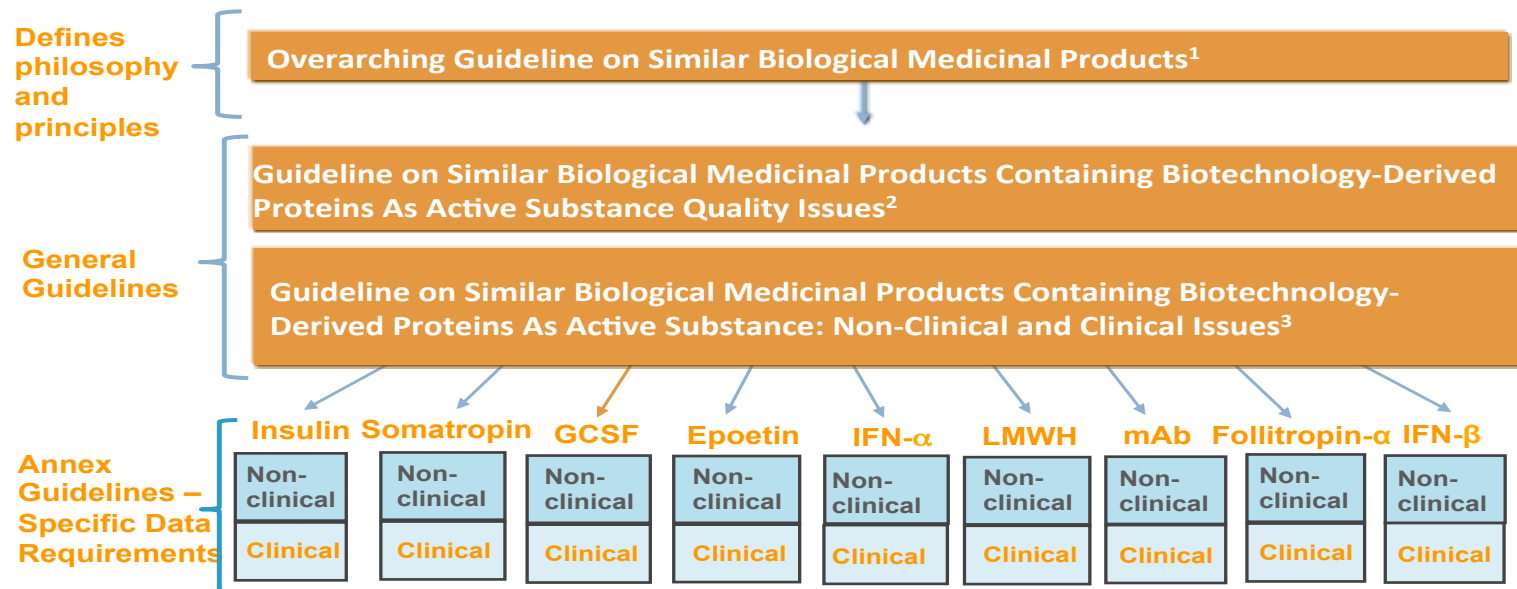 Defines
philosophy
and
principles
Overarching Guideline on Similar Biological Medicinal Products¹
General
Guidelines
Guideline on Similar Biological Medicinal Products Containing Biotechnology-Derived
Proteins As Active Substance Quality Issues²
Guideline on Similar Biological Medicinal Products Containing Biotechnology-
Derived Proteins As Active Substance: Non-Clinical and Clinical Issues³
Annex
Guidelines –
Specific Data
Requirements
Insulin
Non-
clinical
Clinical
Somatropin
Non-
clinical
Clinical
GCSF
Non-
clinical
Clinical
Epoetin
Non-
clinical
Clinical
IFN-α
Non-
clinical
Clinical
LMWH
Non-
clinical
Clinical
mAb
Non-
clinical
Clinical
Follitropin-α
Non-
clinical
Clinical
IFN-β
Non-
clinical
Clinical